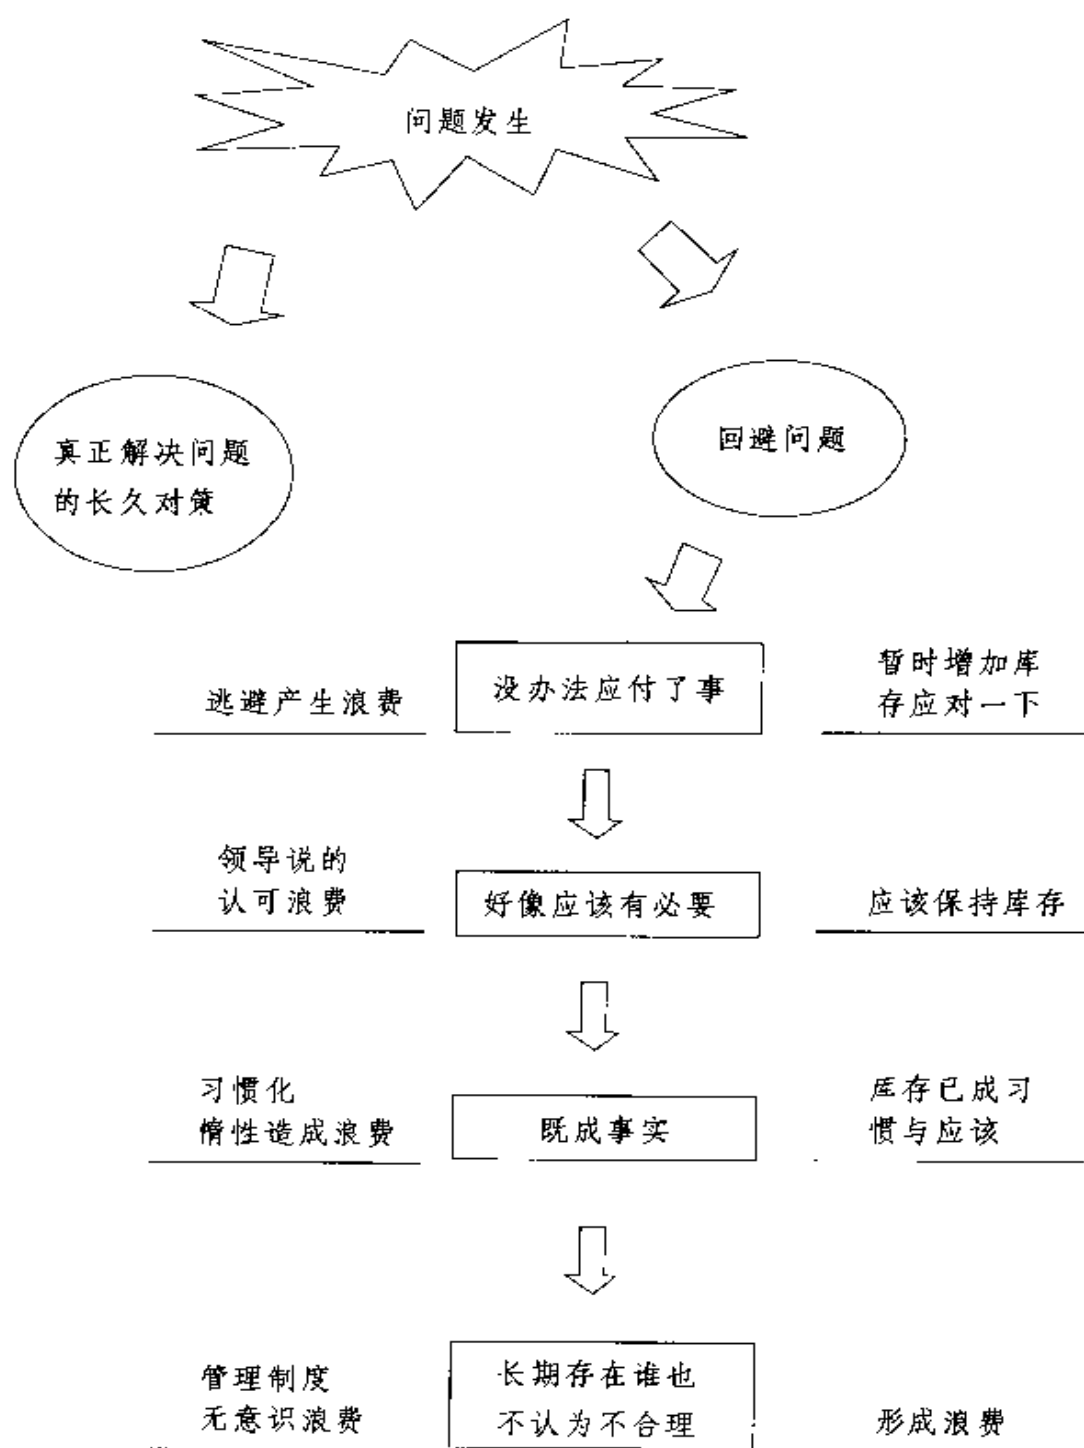 问题发生
真正解决问题
的长久对策
回避问题
逃避产生浪费
没办法应付了事
暂时增加库
存应对一下
领导说的
认可浪费
好像应该有必要
应该保持库存
习惯化
惰性造成浪费
既成事实
库存已成习
惯与应该
管理制度
无意识浪费
长期存在谁也
不认为不合理
形成浪费